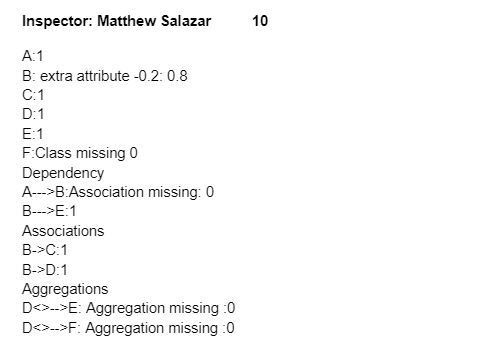 Inspector: Matthew Salazar 10
A:1
B: extra attribute -0.2: 0.8
C:1
D:1
E:1
F:Class missing 0
Dependency
A--->B:Association missing: 0
B--->E:1
Associations
B->C:1
B->D:1
Aggregations
D<>-->E: Aggregation missing :0
D<>-->F: Aggregation missing :0